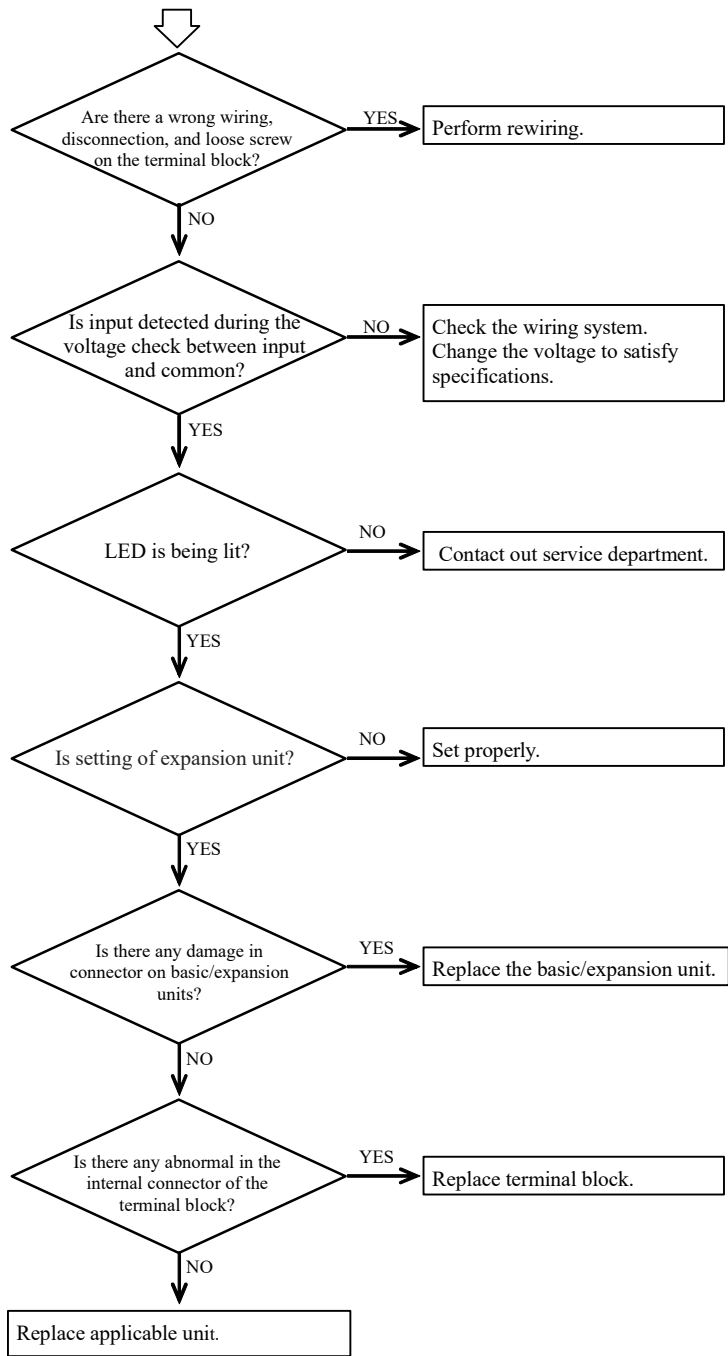 Are there a wrong wiring,
disconnection, and loose screw
on the terminal block?
YES
Perform rewiring.
NO
Is input detected during the
voltage check between input
and common?
NO
Check the wiring system.
Change the voltage to satisfy
specifications.
YES
LED is being lit?
NO
Contact out service department.
YES
Is setting of expansion unit?
NO
Set properly.
YES
Is there any damage in
connector on basic/expansion
units?
YES
Replace the basic/expansion unit.
NO
Is there any abnormal in the
internal connector of the
terminal block?
YES
Replace terminal block.
NO
Replace applicable unit.